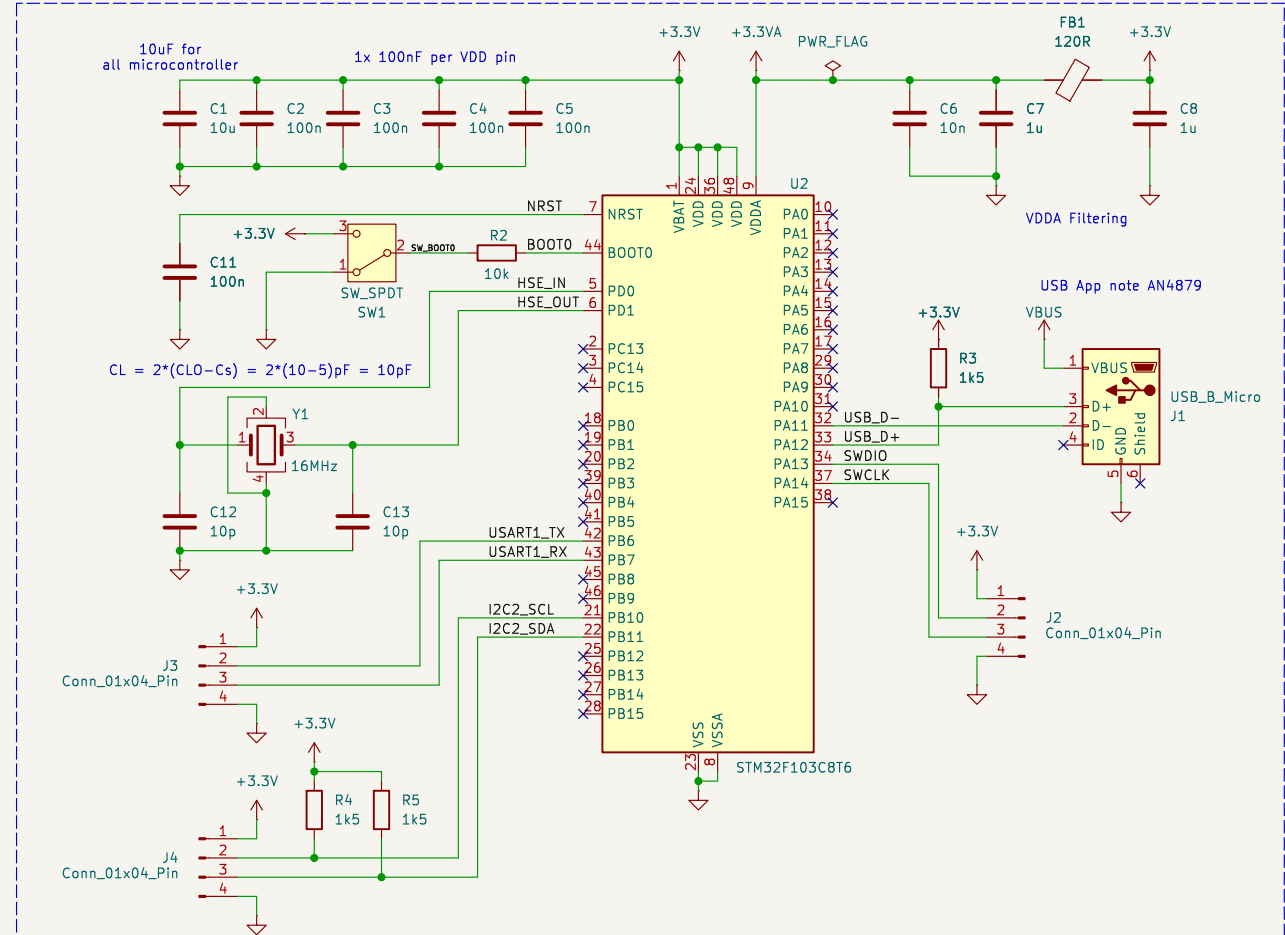 10uF for
all microcontroller
1x 100nF per VDD pin
+3.3V
+3.3VA
PWR_FLAG
FB1
120R
+3.3V
C1
10u
C2
100n
C3
100n
C4
100n
C5
100n
C6
10n
C7
1u
C8
1u
VDDA Filtering
U2
1
24
36
48
9
VBAT
VDD
VDD
VDD
VDDA
NRST
7
NRST
+3.3V
3
2
1
SW_BOOT0
R2
10k
BOOT0
44
BOOT0
SW_SPDT
SW1
C11
100n
HSE_IN
5
PD0
HSE_OUT
6
PD1
2
PC13
3
PC14
4
PC15
CL = 2*(CLO-Cs) = 2*(10-5)pF = 10pF
Y1
16MHz
1
2
3
4
C12
10p
C13
10p
18
PB0
19
PB1
20
PB2
39
PB3
40
PB4
41
PB5
USART1_TX
42
PB6
USART1_RX
43
PB7
45
PB8
46
PB9
I2C2_SCL
21
PB10
I2C2_SDA
22
PB11
25
PB12
26
PB13
27
PB14
28
PB15
PA0
10
PA1
11
PA2
12
PA3
13
PA4
14
PA5
15
PA6
16
PA7
17
PA8
29
PA9
30
PA10
31
PA11
32
USB_D-
PA12
33
USB_D+
PA13
34
SWDIO
PA14
37
SWCLK
PA15
38
VSS
VSSA
23
8
STM32F103C8T6
USB App note AN4879
+3.3V
R3
1k5
VBUS
1
VBUS
3
D+
2
D-
4
ID
GND
Shield
5
6
USB_B_Micro
J1
+3.3V
1
2
3
4
J2
Conn_01x04_Pin
+3.3V
1
2
3
4
J3
Conn_01x04_Pin
+3.3V
R4
1k5
R5
1k5
+3.3V
1
2
3
4
J4
Conn_01x04_Pin